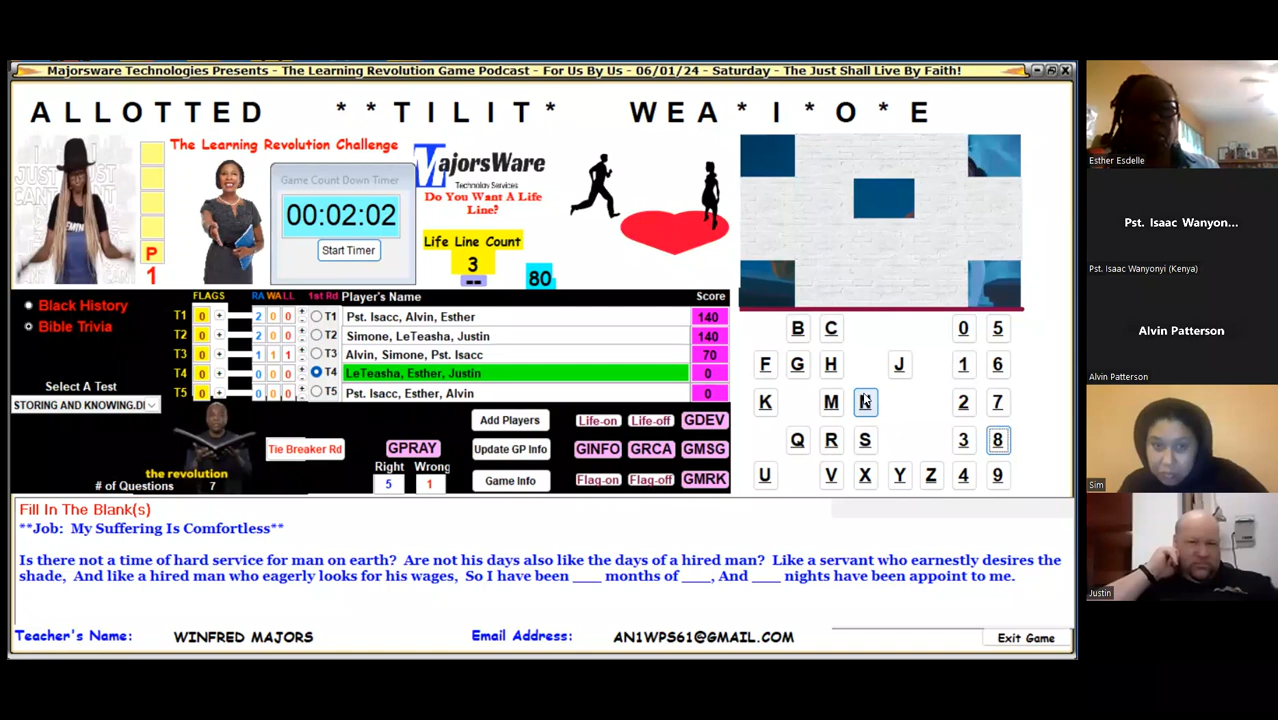 Majorsware Technologies Presents - The Learning Revolution Game Podcast - For Us By Us - 06/01/24 - Saturday - The Just Shall Live By Faith!
ALLOTTED **TILIT* WEA*I*O*E
The Learning Revolution Challenge
Game Count Down Timer
00:02:02
Start Timer
MajorsWare
Technology Services
Do You Want A Life
Line?
Life Line Count
3
--
80
P
1
Black History
Bible Trivia
Select A Test
STORING AND KNOWING.D
the revolution
# of Questions 7
FLAGS RA WA LL 1st Rd Player's Name Score
T1 0 + 2 0 0 T1 Pst. Isacc, Alvin, Esther 140
T2 0 + 2 0 0 T2 Simone, LeTeasha, Justin 140
T3 0 + 1 1 1 T3 Alvin, Simone, Pst. Isacc 70
T4 0 + 0 0 0 T4 LeTeasha, Esther, Justin 0
T5 0 + 0 0 0 T5 Pst. Isacc, Esther, Alvin 0
Tie Breaker Rd
GPRAY
Right Wrong
5 1
Add Players
Update GP Info
Game Info
Life-on Life-off GDEV
GINFO GRCA GMSG
Flag-on Flag-off GMRK
B C 0 5
F G H J 1 6
K M 2 7
Q R S 3 8
U V X Y Z 4 9
Fill In The Blank(s)
**Job: My Suffering Is Comfortless**
Is there not a time of hard service for man on earth? Are not his days also like the days of a hired man? Like a servant who earnestly desires the
shade, And like a hired man who eagerly looks for his wages, So I have been ____ months of ____, And ____ nights have been appoint to me.
Teacher's Name: WINFRED MAJORS Email Address: AN1WPS61@GMAIL.COM
Exit Game
Esther Esdelle
Pst. Isaac Wanyon...
Pst. Isaac Wanyonyi (Kenya)
Alvin Patterson
Alvin Patterson
Sim
Justin